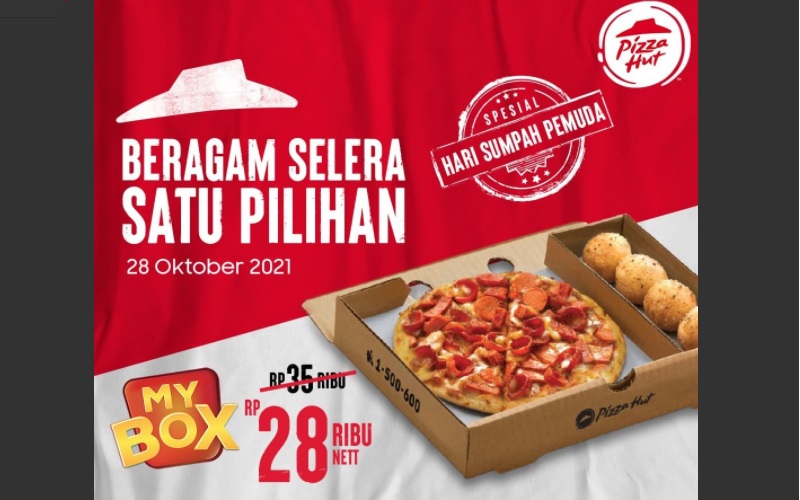 Pizza
Hut
SPESIAL
HARI SUMPAH PEMUDA
BERAGAM SELERA
SATU PILIHAN
28 Oktober 2021
1-500-600
Pizza Hut
MY
BOX
RP 35 RIBU
RP 28 RIBU
NETT